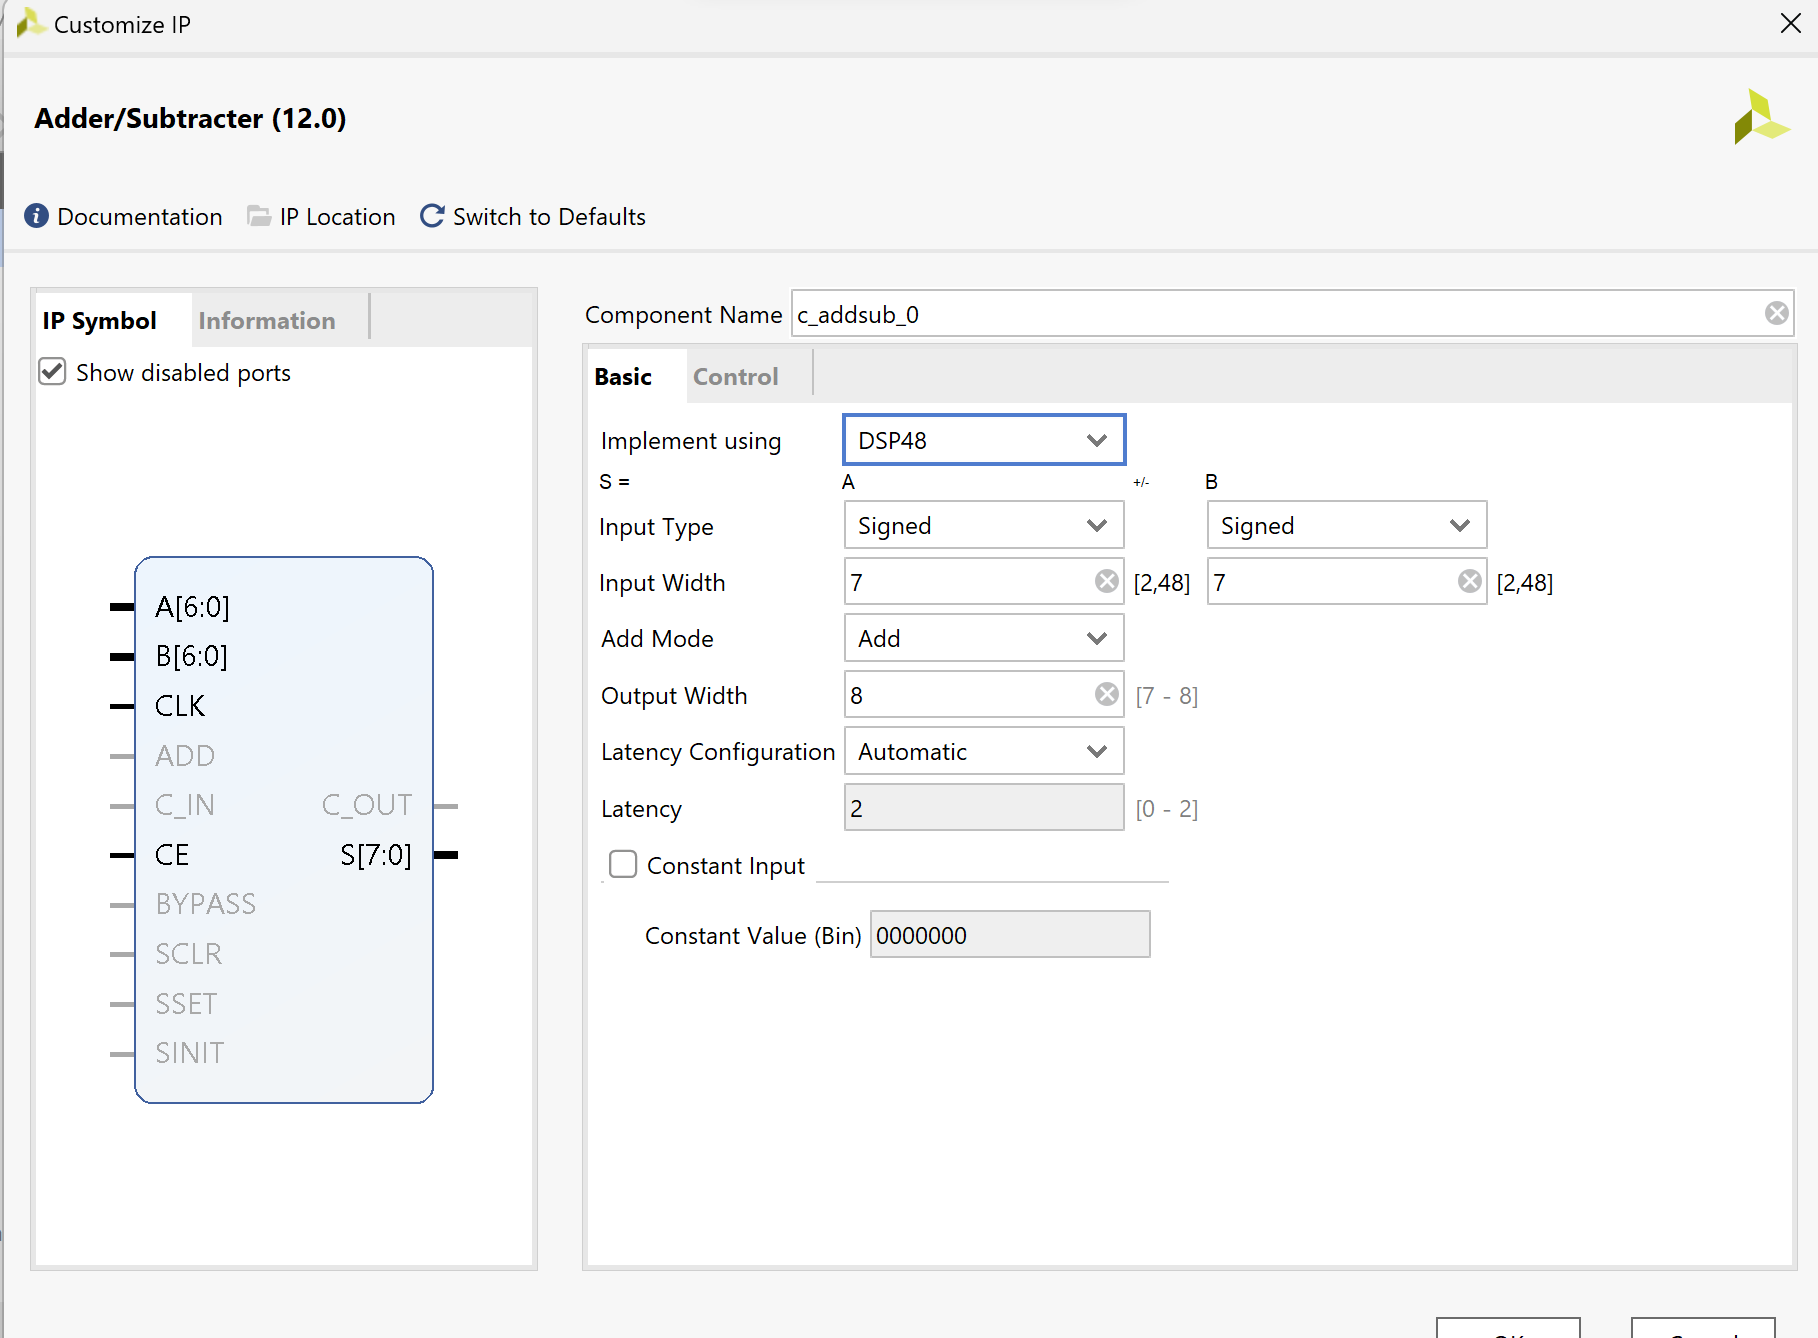 Customize IP
Adder/Subtracter (12.0)
Documentation IP Location Switch to Defaults
IP Symbol Information
Show disabled ports
A[6:0]
B[6:0]
CLK
ADD
C_IN C_OUT
CE S[7:0]
BYPASS
SCLR
SSET
SINIT
Component Name c_addsub_0
Basic Control
Implement using DSP48
S = A +/- B
Input Type Signed Signed
Input Width 7 [2,48] 7 [2,48]
Add Mode Add
Output Width 8 [7 - 8]
Latency Configuration Automatic
Latency 2 [0 - 2]
Constant Input
Constant Value (Bin) 0000000